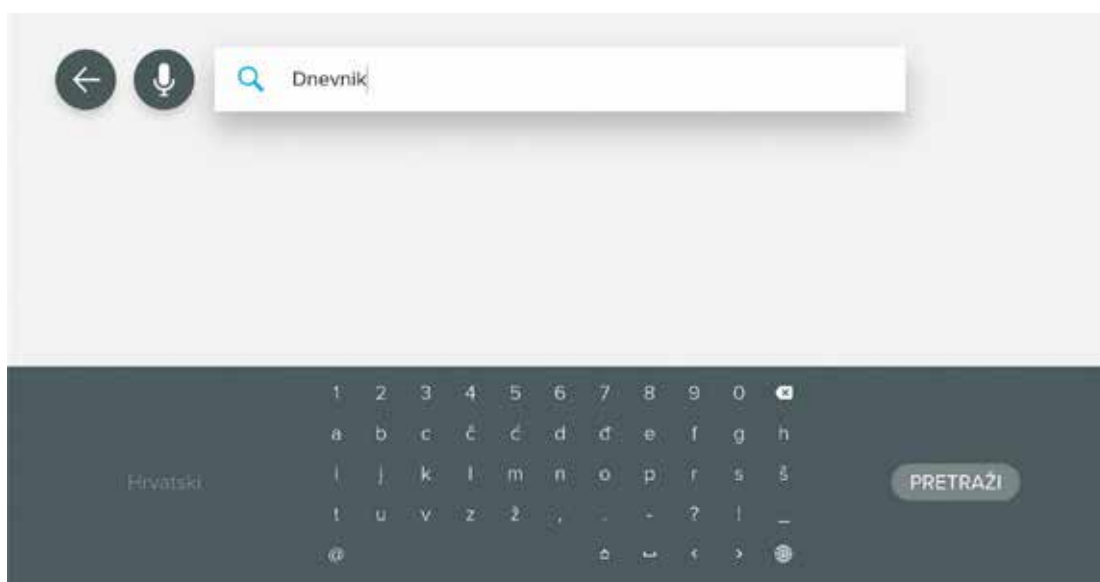 Dnevnik
1 2 3 4 5 6 7 8 9 0
a b c č ć d đ e f g h
Hrvatski
i j k l m n o p r s š
PRETRAŽI
t u v z ž , . - ? ! _
@ < >